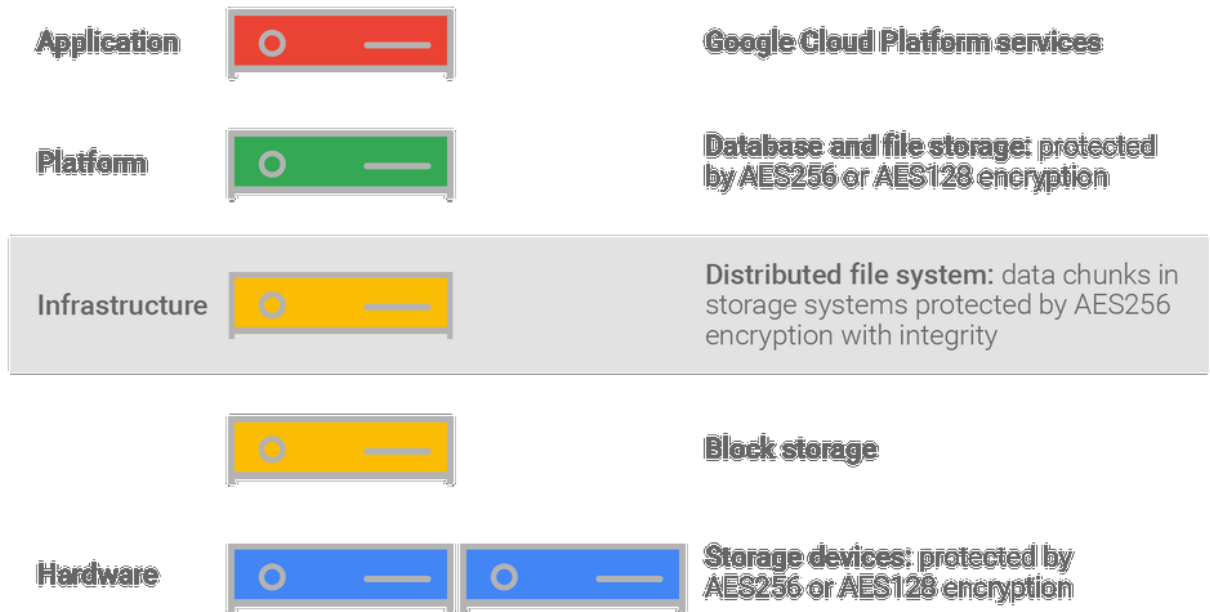 Application
Google Cloud Platform services
Platform
Database and file storage: protected
by AES256 or AES128 encryption
Infrastructure
Distributed file system: data chunks in
storage systems protected by AES256
encryption with integrity
Block storage
Hardware
Storage devices: protected by
AES256 or AES128 encryption